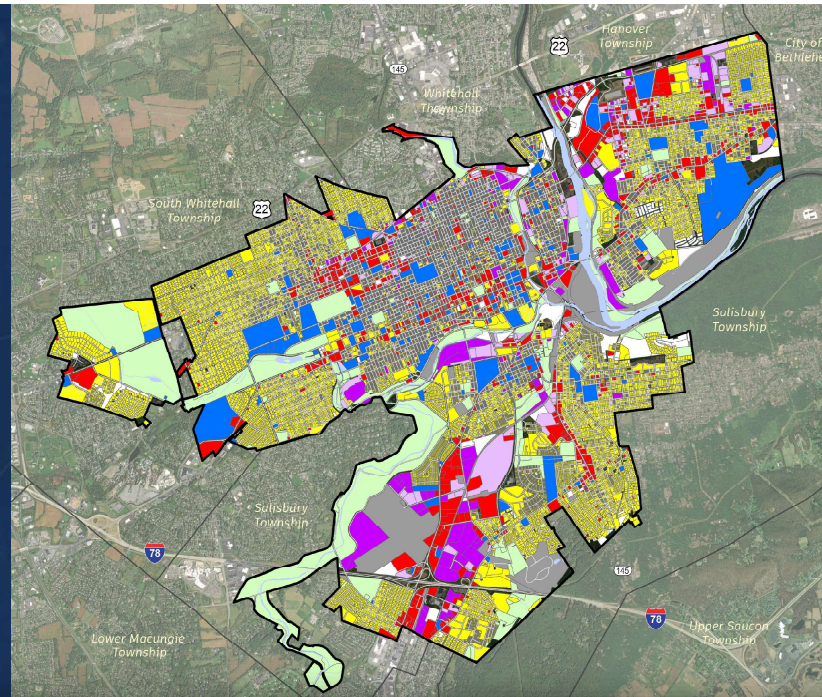 Hanover
Township
22
City of
Bethlehe
145
Whitehall
Township
South Whitehall
Township
22
Salisbury
Township
Salisbury
Township
78
145
78
Lower Macungie
Township
Upper Saucon
Township